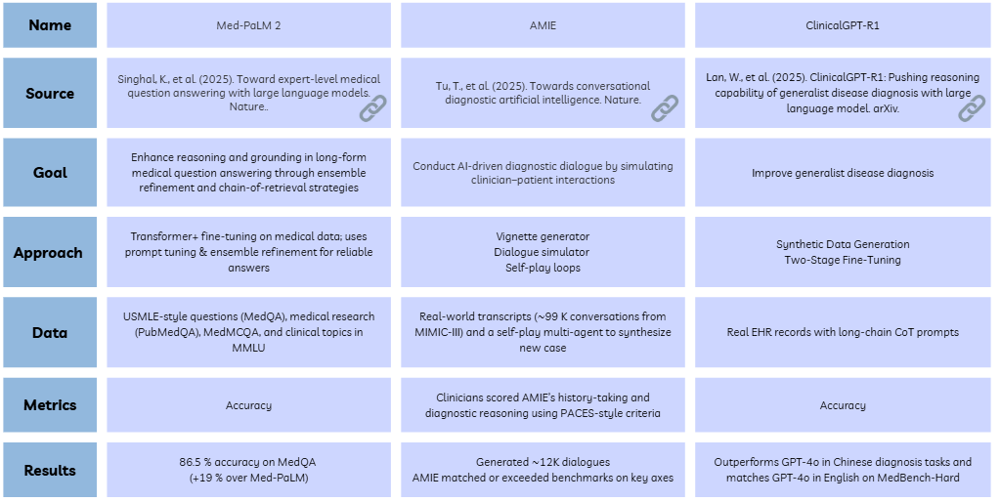 Name
Med-PaLM 2
AMIE
ClinicalGPT-R1
Source
Singhal, K., et al. (2025). Toward expert-level medical
question answering with large language models.
Nature..
Tu, T., et al. (2025). Towards conversational
diagnostic artificial intelligence. Nature.
Lan, W., et al. (2025). ClinicalGPT-R1: Pushing reasoning
capability of generalist disease diagnosis with large
language model. arXiv.
Goal
Enhance reasoning and grounding in long-form
medical question answering through ensemble
refinement and chain-of-retrieval strategies
Conduct AI-driven diagnostic dialogue by simulating
clinician–patient interactions
Improve generalist disease diagnosis
Approach
Transformer+ fine-tuning on medical data; uses
prompt tuning & ensemble refinement for reliable
answers
Vignette generator
Dialogue simulator
Self-play loops
Synthetic Data Generation
Two-Stage Fine-Tuning
Data
USMLE-style questions (MedQA), medical research
(PubMedQA), MedMCQA, and clinical topics in
MMLU
Real-world transcripts (~99 K conversations from
MIMIC-III) and a self-play multi-agent to synthesize
new case
Real EHR records with long-chain CoT prompts
Metrics
Accuracy
Clinicians scored AMIE's history-taking and
diagnostic reasoning using PACES-style criteria
Accuracy
Results
86.5 % accuracy on MedQA
(+19 % over Med-PaLM)
Generated ~12K dialogues
AMIE matched or exceeded benchmarks on key axes
Outperforms GPT-4o in Chinese diagnosis tasks and
matches GPT-4o in English on MedBench-Hard